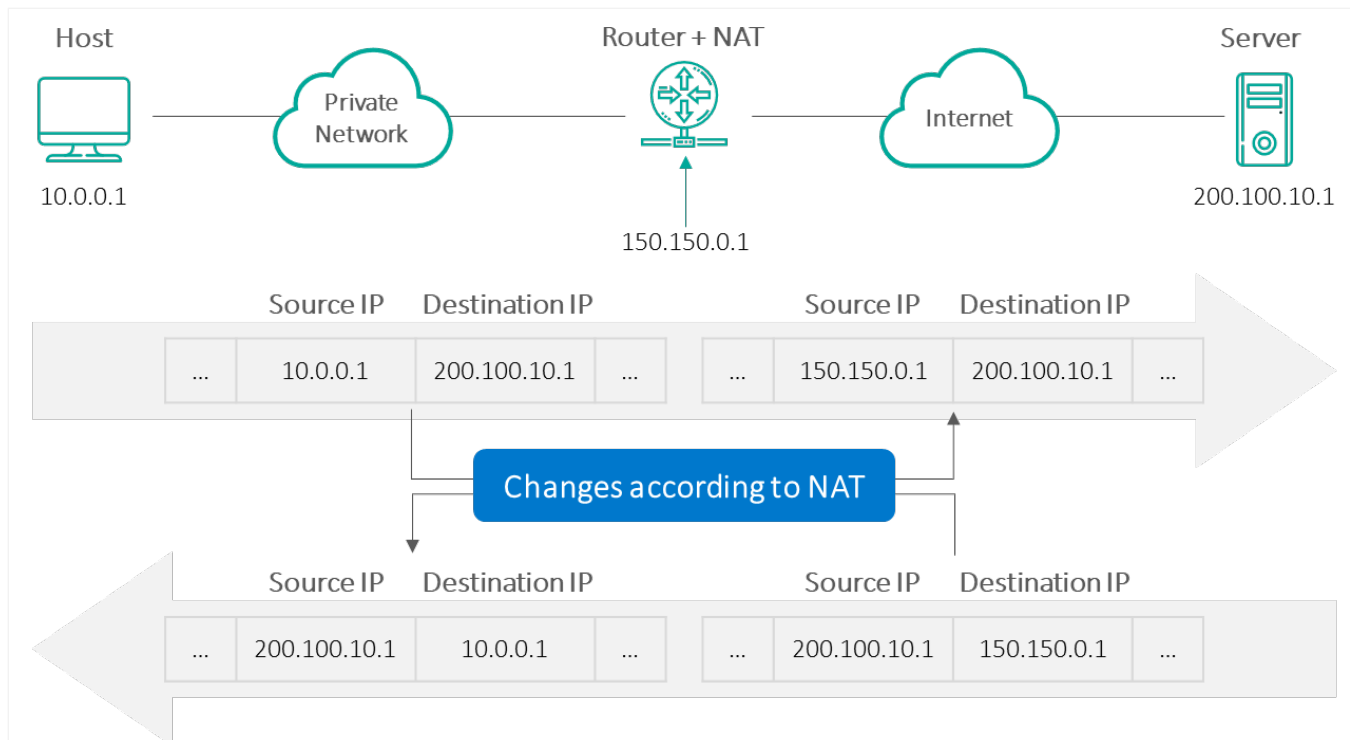 Host Router + NAT Server
Private
Network
Internet
10.0.0.1 200.100.10.1
150.150.0.1
Source IP Destination IP Source IP Destination IP
... 10.0.0.1 200.100.10.1 ... ... 150.150.0.1 200.100.10.1 ...
Changes according to NAT
Source IP Destination IP Source IP Destination IP
... 200.100.10.1 10.0.0.1 ... ... 200.100.10.1 150.150.0.1 ...